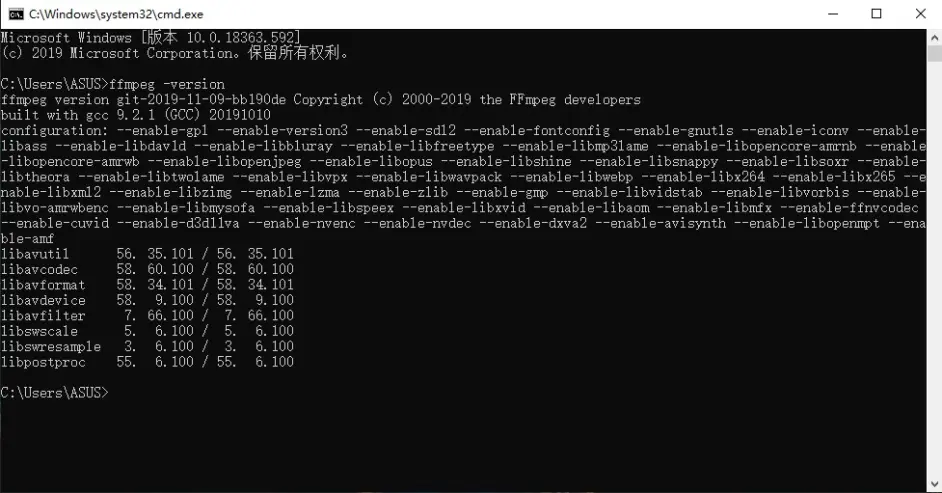 C:\Windows\system32\cmd.exe
Microsoft Windows [版本 10.0.18363.592]
(c) 2019 Microsoft Corporation。保留所有权利。
C:\Users\ASUS>ffmpeg -version
ffmpeg version git-2019-11-09-bb190de Copyright (c) 2000-2019 the FFmpeg developers
built with gcc 9.2.1 (GCC) 20191010
configuration: --enable-gpl --enable-version3 --enable-sdl2 --enable-fontconfig --enable-gnutls --enable-iconv --enable-
libass --enable-libdav1d --enable-libbluray --enable-libfreetype --enable-libmp3lame --enable-libopencore-amrnb --enable
-libopencore-amrwb --enable-libopenjpeg --enable-libopus --enable-libshine --enable-libsnappy --enable-libsoxr --enable-
libtheora --enable-libtwolame --enable-libvpx --enable-libwavpack --enable-libwebp --enable-libx264 --enable-libx265 --e
nable-libxml2 --enable-libzimg --enable-lzma --enable-zlib --enable-gmp --enable-libvidstab --enable-libvorbis --enable-
libvo-amrwbenc --enable-libmysofa --enable-libspeex --enable-libxvid --enable-libaom --enable-libmfx --enable-ffnvcodec
--enable-cuvid --enable-d3d11va --enable-nvenc --enable-nvdec --enable-dxva2 --enable-avisynth --enable-libopenmpt --ena
ble-amf
libavutil      56. 35.101 / 56. 35.101
libavcodec     58. 60.100 / 58. 60.100
libavformat    58. 34.101 / 58. 34.101
libavdevice    58.  9.100 / 58.  9.100
libavfilter     7. 66.100 /  7. 66.100
libswscale      5.  6.100 /  5.  6.100
libswresample   3.  6.100 /  3.  6.100
libpostproc    55.  6.100 / 55.  6.100
C:\Users\ASUS>